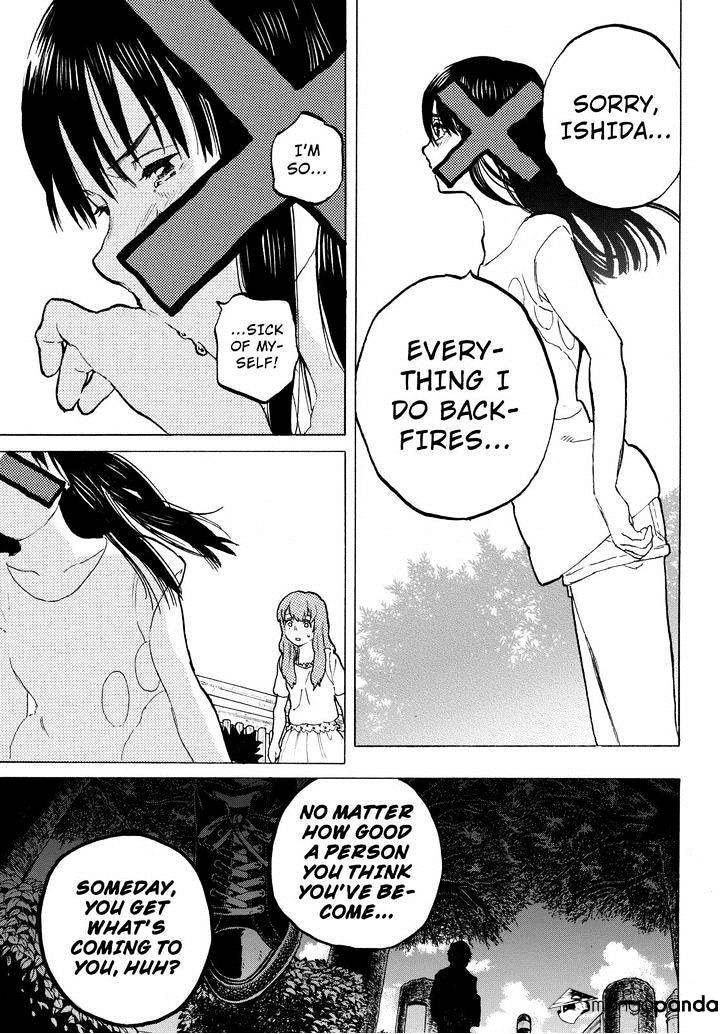 SORRY,
ISHIDA...
EVERY-
THING I
DO BACK-
FIRES...
I'M
SO...
...SICK
OF MY-
SELF!
NO MATTER
HOW GOOD
A PERSON
YOU THINK
YOU'VE BE-
COME...
SOMEDAY,
YOU GET
WHAT'S
COMING TO
YOU, HUH?
mangapanda